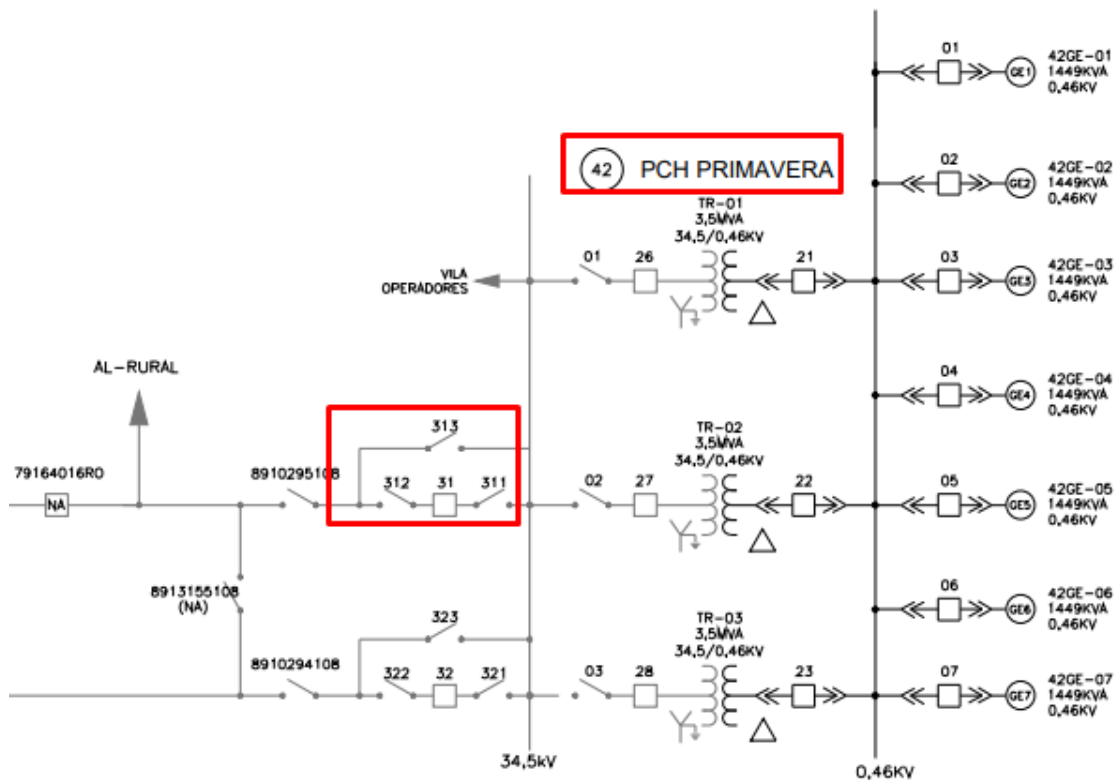 01
GE1
42GE-01
1449KVA
0,46KV
42 PCH PRIMAVERA
02
GE2
42GE-02
1449KVA
0,46KV
TR-01
3,5MVA
34,5/0,46KV
VILA
OPERADORES
01
26
21
03
GE3
42GE-03
1449KVA
0,46KV
AL-RURAL
04
GE4
42GE-04
1449KVA
0,46KV
313
TR-02
3,5MVA
34,5/0,46KV
79164016RO
NA
8910295108
312
31
311
02
27
22
05
GE5
42GE-05
1449KVA
0,46KV
8913155108
(NA)
06
GE6
42GE-06
1449KVA
0,46KV
323
TR-03
3,5MVA
34,5/0,46KV
8910294108
322
32
321
03
28
23
07
GE7
42GE-07
1449KVA
0,46KV
34,5kV
0,46KV